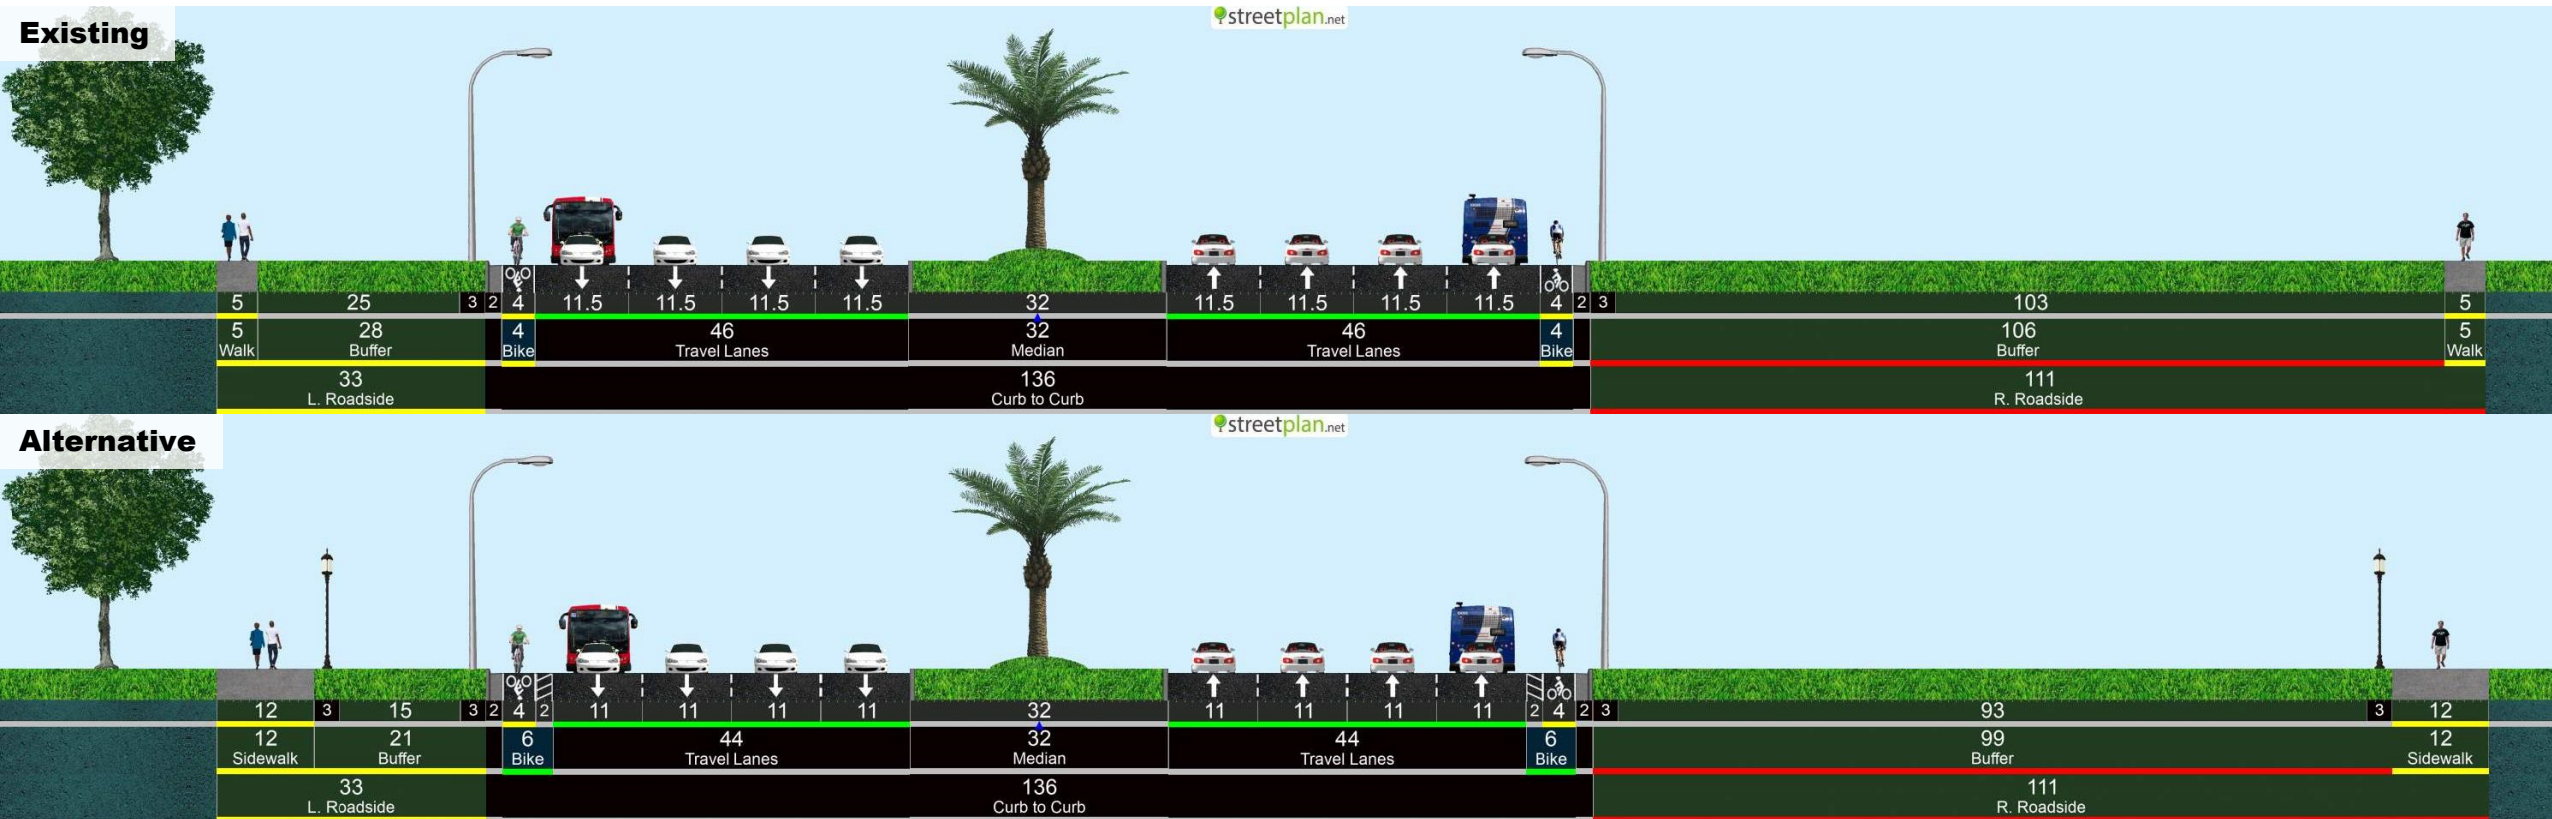 streetplan.net
Existing
5 25 3 2 4 11.5 11.5 11.5 11.5 32 11.5 11.5 11.5 11.5 4 2 3 103 5
5 28 4 46 32 46 4 106 5
Walk Buffer Bike Travel Lanes Median Travel Lanes Bike Buffer Walk
33 136 111
L. Roadside Curb to Curb R. Roadside
streetplan.net
Alternative
12 3 15 3 2 4 2 11 11 11 11 32 11 11 11 11 2 4 2 3 93 3 12
12 21 6 44 32 44 6 99 12
Sidewalk Buffer Bike Travel Lanes Median Travel Lanes Bike Buffer Sidewalk
33 136 111
L. Roadside Curb to Curb R. Roadside